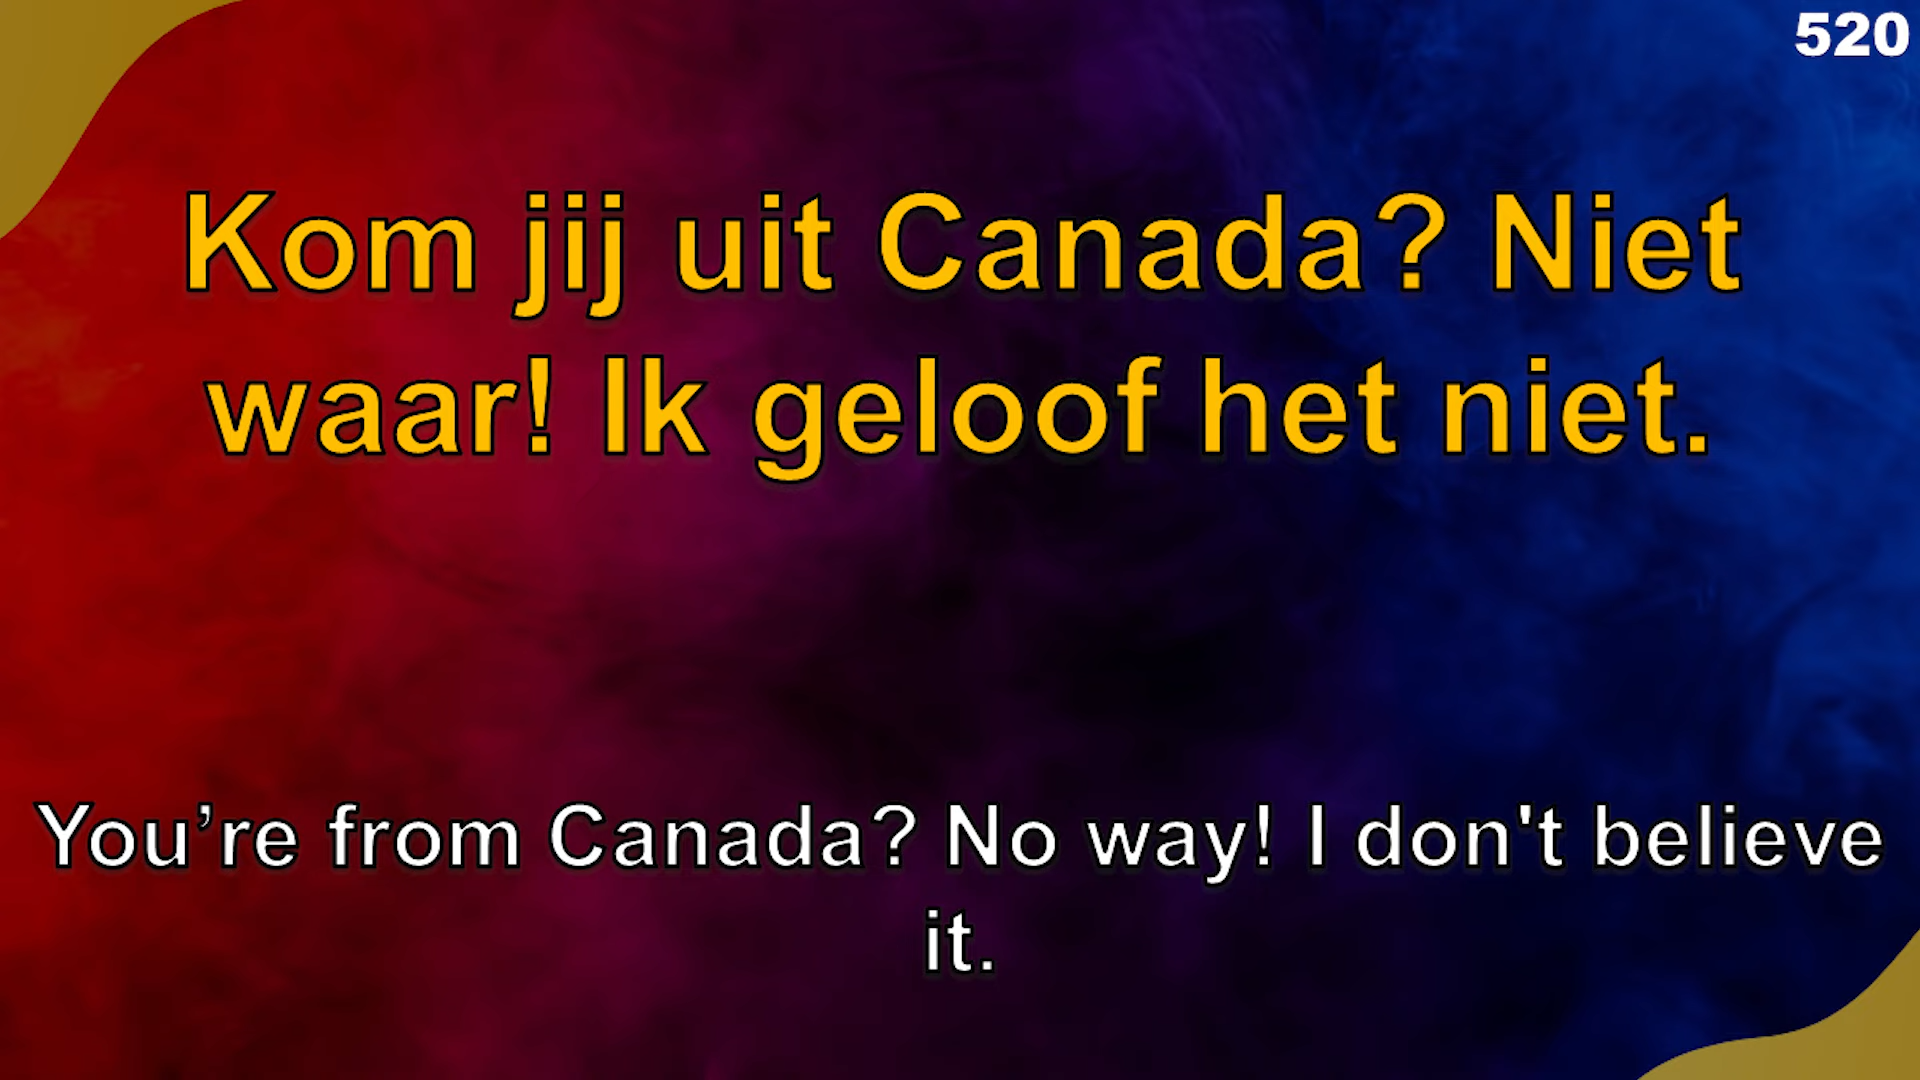 520
Kom jij uit Canada? Niet
waar! Ik geloof het niet.
You’re from Canada? No way! I don't believe
it.